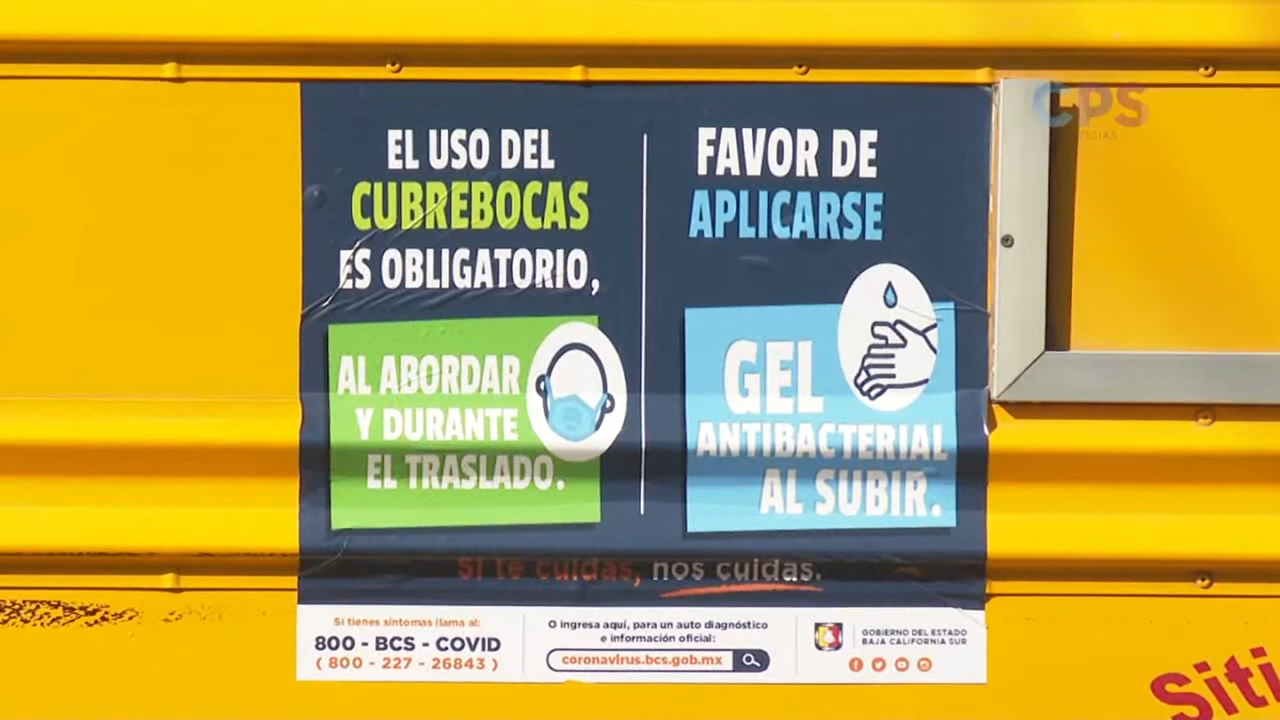 EL USO DEL
CUBREBOCAS
ES OBLIGATORIO,
AL ABORDAR
Y DURANTE
EL TRASLADO.
FAVOR DE
APLICARSE
GEL
ANTIBACTERIAL
AL SUBIR.
Si te cuidas, nos cuidas.
Si tienes síntomas llama al:
800 - BCS - COVID
( 800 - 227 - 26843 )
O ingresa aquí, para un auto diagnóstico
e información oficial:
coronavirus.bcs.gob.mx
GOBIERNO DEL ESTADO
BAJA CALIFORNIA SUR
CPS
Siti